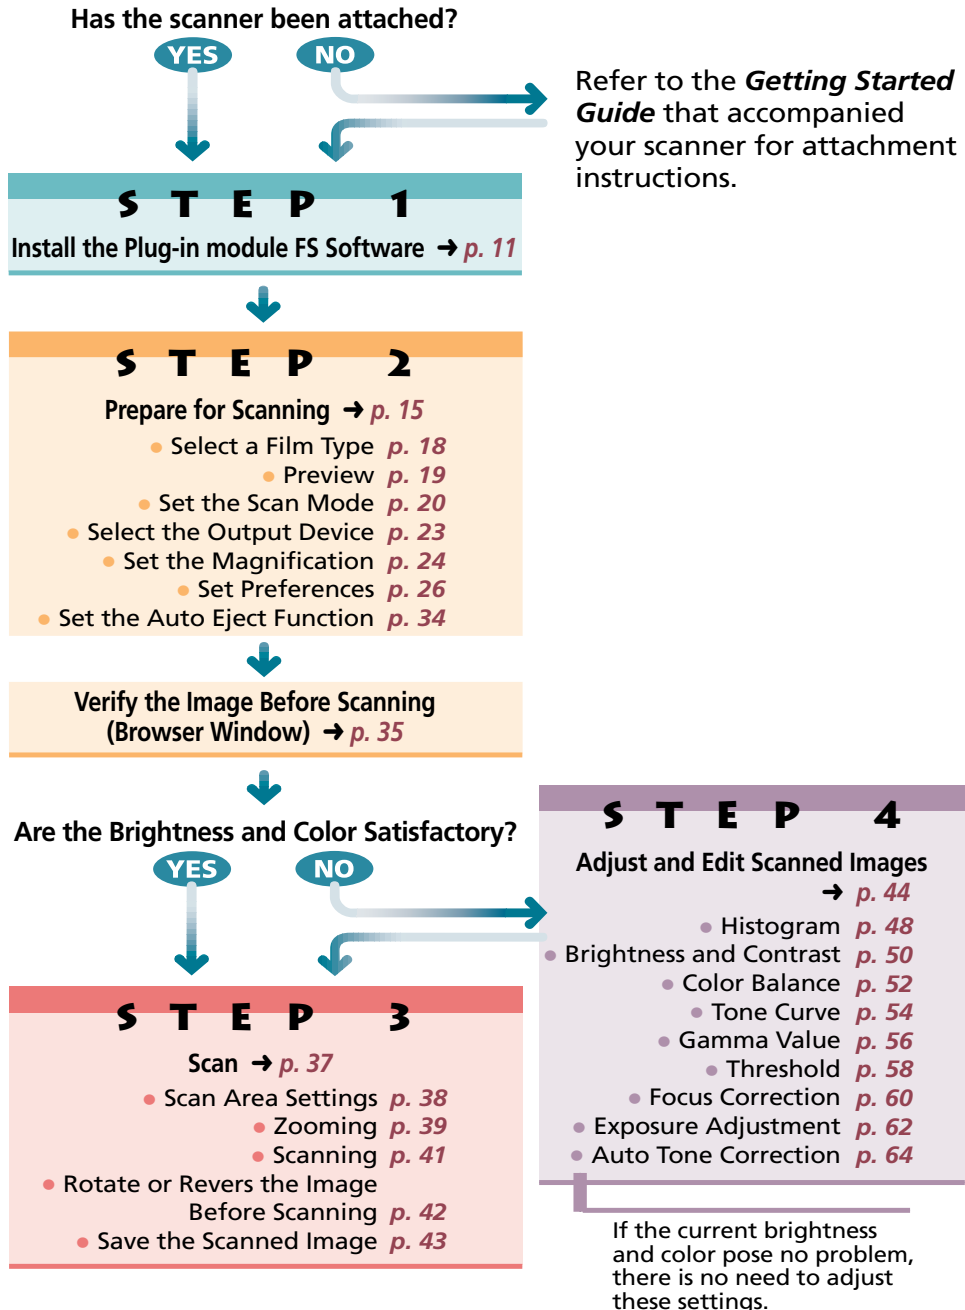 Has the scanner been attached?
YES NO
Refer to the Getting Started
Guide that accompanied
your scanner for attachment
instructions.
STEP 1
Install the Plug-in module FS Software ➜ p. 11
STEP 2
Prepare for Scanning ➜ p. 15
• Select a Film Type p. 18
• Preview p. 19
• Set the Scan Mode p. 20
• Select the Output Device p. 23
• Set the Magnification p. 24
• Set Preferences p. 26
• Set the Auto Eject Function p. 34
Verify the Image Before Scanning
(Browser Window) ➜ p. 35
Are the Brightness and Color Satisfactory?
YES NO
STEP 3
Scan ➜ p. 37
• Scan Area Settings p. 38
• Zooming p. 39
• Scanning p. 41
• Rotate or Revers the Image
Before Scanning p. 42
• Save the Scanned Image p. 43
STEP 4
Adjust and Edit Scanned Images
➜ p. 44
• Histogram p. 48
• Brightness and Contrast p. 50
• Color Balance p. 52
• Tone Curve p. 54
• Gamma Value p. 56
• Threshold p. 58
• Focus Correction p. 60
• Exposure Adjustment p. 62
• Auto Tone Correction p. 64
If the current brightness
and color pose no problem,
there is no need to adjust
these settings.